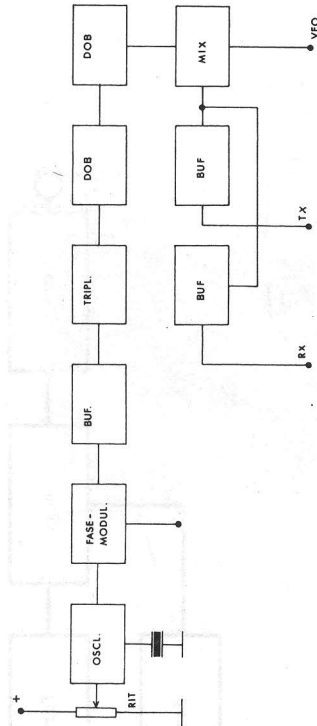 +
RIT
OSCL.
FASE-
MODUL.
BUF.
TRIPL.
DOB
DOB
MIX
VFO
BUF
TX
BUF
RX